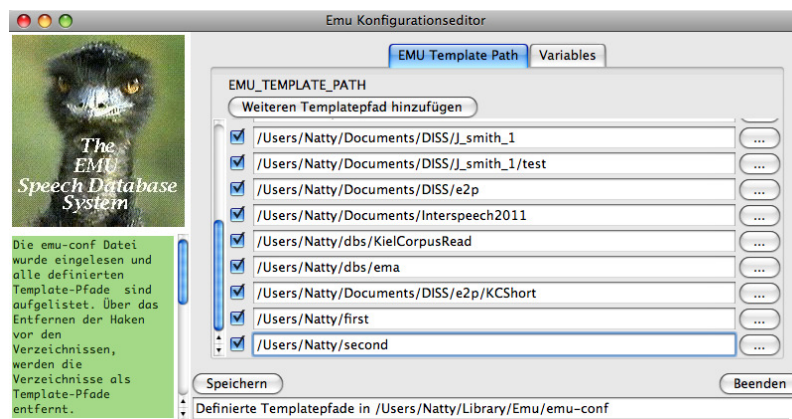 Emu Konfigurationseditor
The
EMU
Speech Database
System
Die emu-conf Datei
wurde eingelesen und
alle definierten
Template-Pfade sind
aufgelistet. Über das
Entfernen der Haken
vor den
Verzeichnissen,
werden die
Verzeichnisse als
Template-Pfade
entfernt.
EMU Template Path
Variables
EMU_TEMPLATE_PATH
Weiteren Templatepfad hinzufügen
/Users/Natty/Documents/DISS/J_smith_1
...
/Users/Natty/Documents/DISS/J_smith_1/test
...
/Users/Natty/Documents/DISS/e2p
...
/Users/Natty/Documents/Interspeech2011
...
/Users/Natty/dbs/KielCorpusRead
...
/Users/Natty/dbs/ema
...
/Users/Natty/Documents/DISS/e2p/KCShort
...
/Users/Natty/first
...
/Users/Natty/second
...
Speichern
Beenden
Definierte Templatepfade in /Users/Natty/Library/Emu/emu-conf